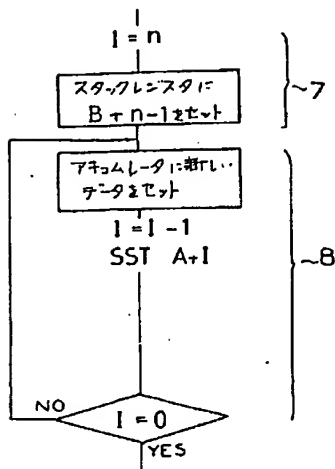 I = n
スタックレジスタに
B + n-1をセット
~7
アキュムレータに新しい
データをセット
I = I - 1
SST A+I
~8
NO
I = 0
YES